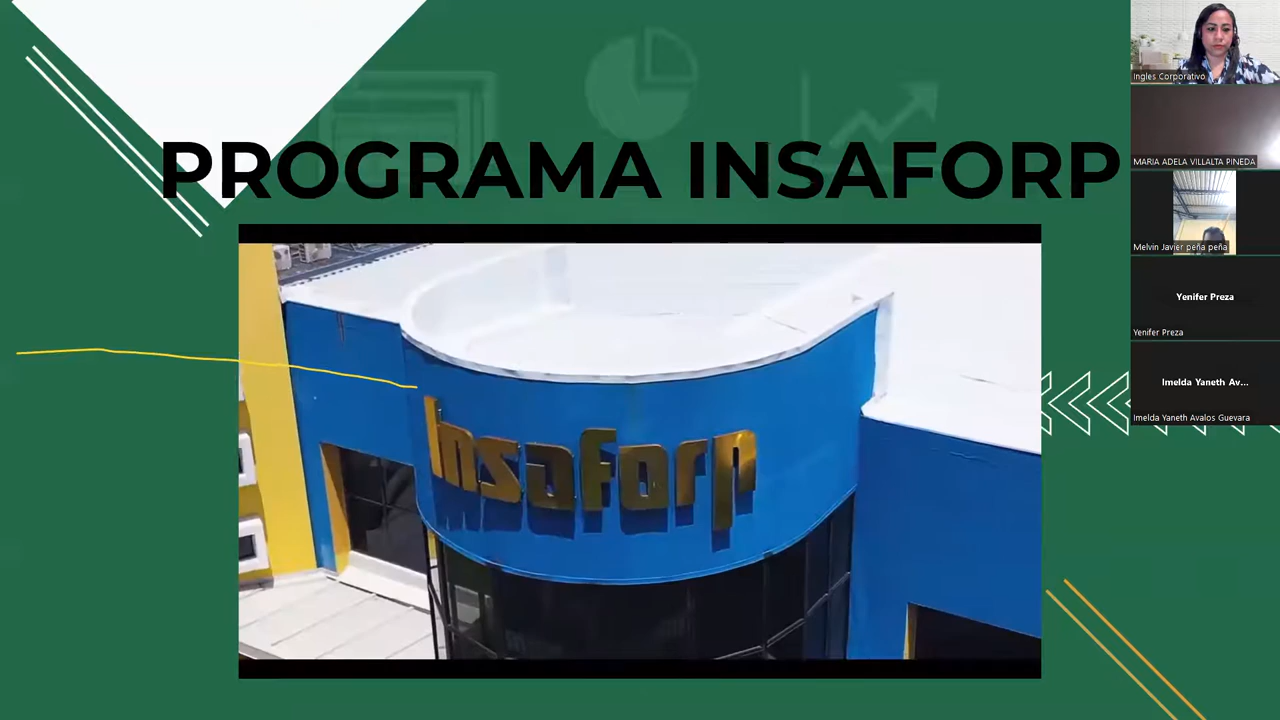 PROGRAMA INSAFORP
Insaforp
Ingles Corporativo
MARIA ADELA VILLALTA PINEDA
Melvin Javier peña peña
Yenifer Preza
Yenifer Preza
Imelda Yaneth Av...
Imelda Yaneth Avalos Guevara